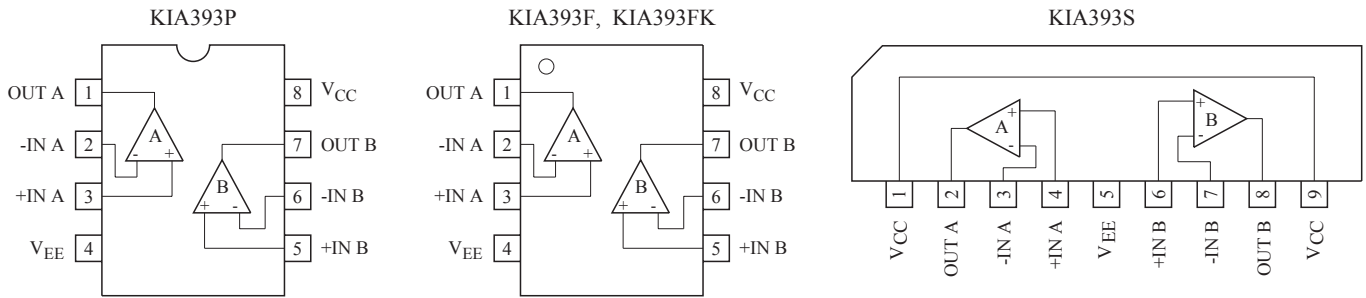 KIA393P
OUT A 1 8 VCC
A
-IN A 2 7 OUT B
- +
B
+IN A 3 6 -IN B
+ -
VEE 4 5 +IN B
KIA393F, KIA393FK
OUT A 1 8 VCC
A
-IN A 2 7 OUT B
- +
B
+IN A 3 6 -IN B
+ -
VEE 4 5 +IN B
KIA393S
+ +
A B
- -
1 2 3 4 5 6 7 8 9
VCC
OUT A
-IN A
+IN A
VEE
+IN B
-IN B
OUT B
VCC